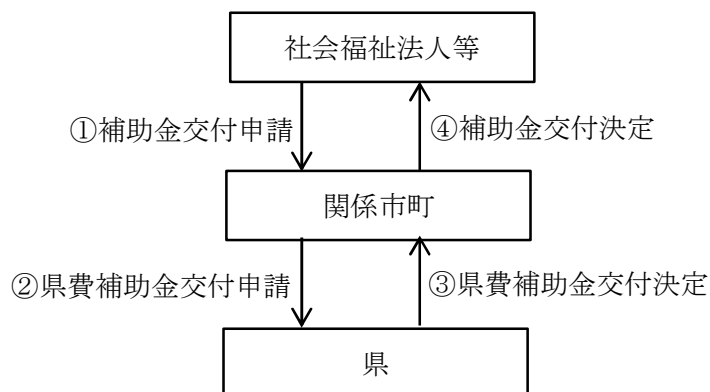 社会福祉法人等
①補助金交付申請
④補助金交付決定
関係市町
②県費補助金交付申請
③県費補助金交付決定
県